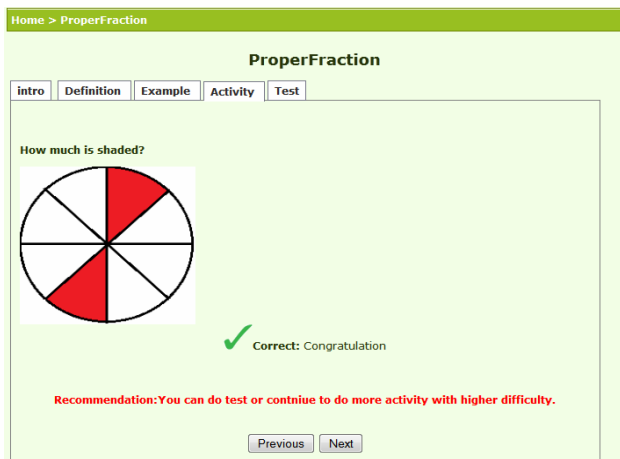 Home > ProperFraction
ProperFraction
intro Definition Example Activity Test
How much is shaded?
Correct: Congratulation
Recommendation:You can do test or contniue to do more activity with higher difficulty.
Previous Next